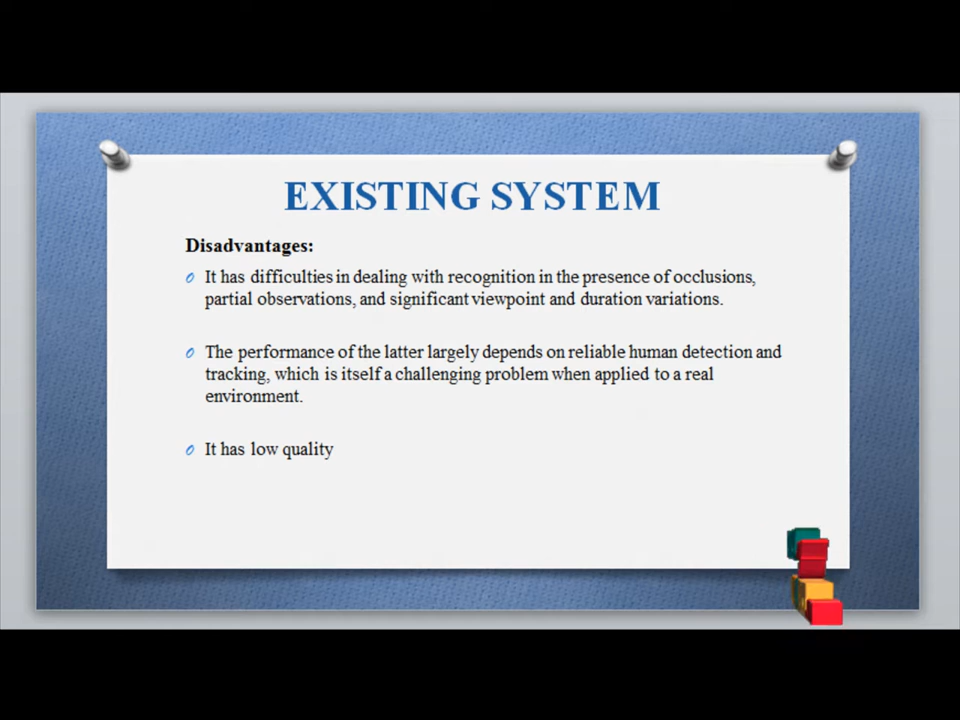 EXISTING SYSTEM
Disadvantages:
It has difficulties in dealing with recognition in the presence of occlusions,
partial observations, and significant viewpoint and duration variations.
The performance of the latter largely depends on reliable human detection and
tracking, which is itself a challenging problem when applied to a real
environment.
It has low quality